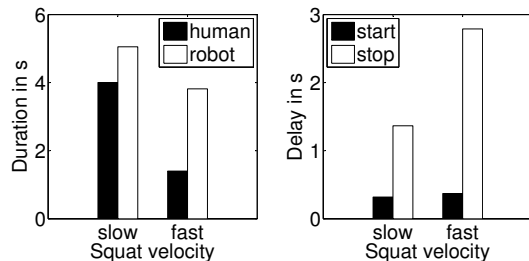 Duration in s
6
4
2
0
human
robot
slow fast
Squat velocity
Delay in s
3
2
1
0
start
stop
slow fast
Squat velocity